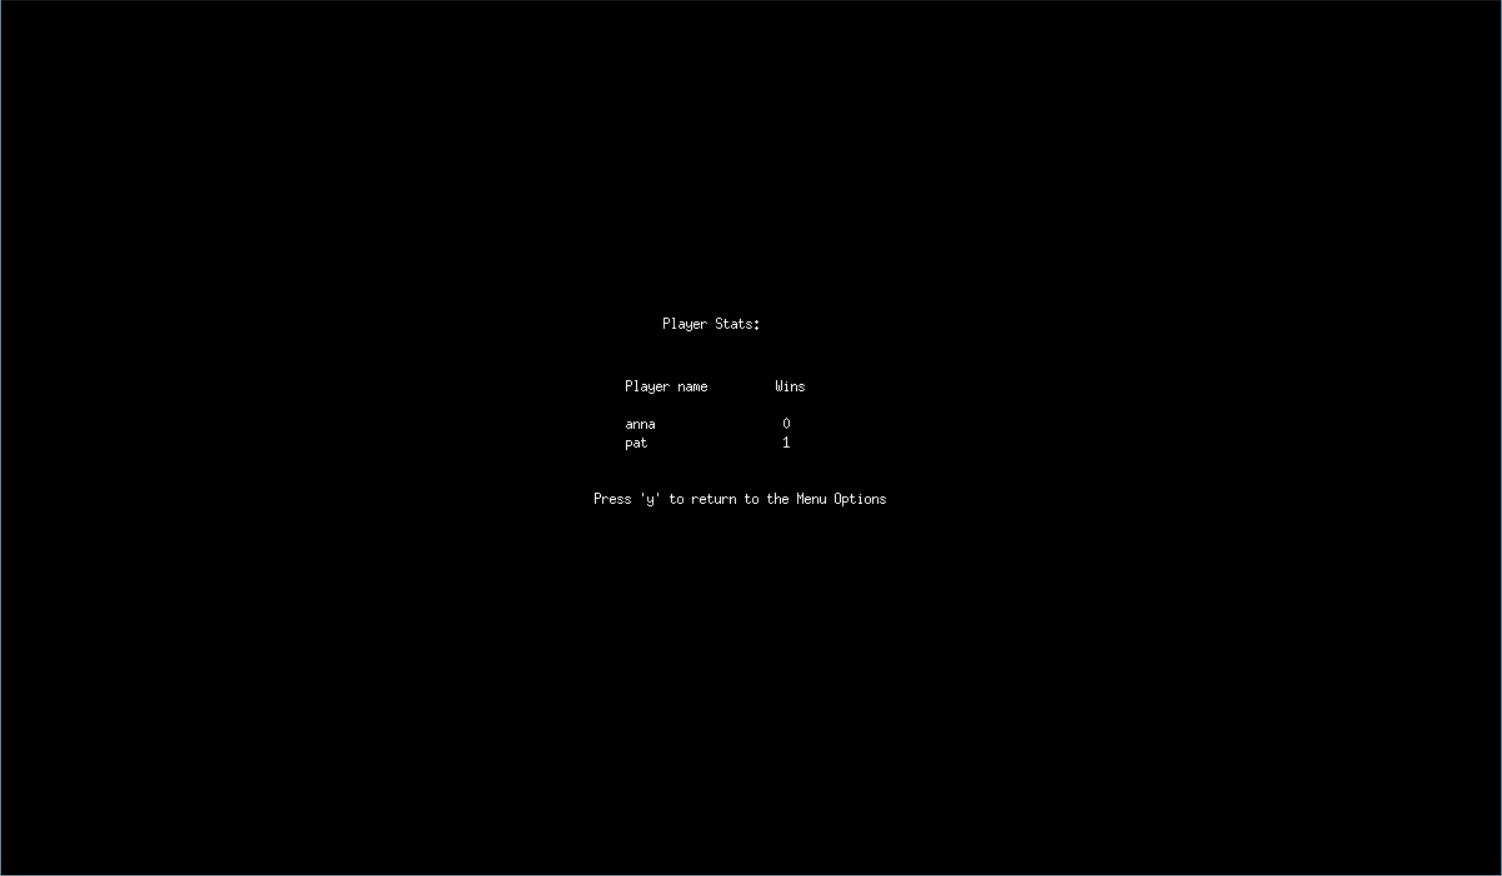 Player Stats:
Player name Wins
anna 0
pat 1
Press 'y' to return to the Menu Options